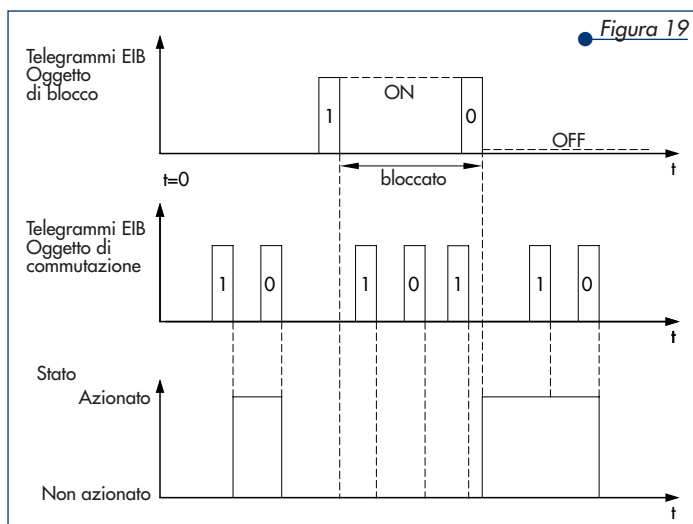 Figura 19
Telegrammi EIB
Oggetto
di blocco
ON
1
0
OFF
t
t=0
bloccato
Telegrammi EIB
Oggetto di
commutazione
1
0
1
0
1
1
0
t
Stato
Azionato
Non azionato
t